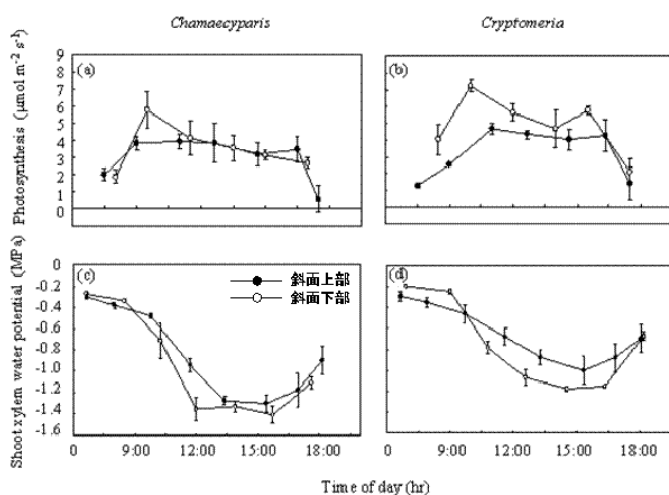 Chamaecyparis
Cryptomeria
Photosynthesis (μmol m⁻² s⁻¹)
9
8
7
6
5
4
3
2
1
0
(a)
(b)
Shoot xylem water potential (MPa)
0
-0.2
-0.4
-0.6
-0.8
-1.0
-1.2
-1.4
-1.6
(c)
斜面上部
斜面下部
(d)
0 9:00 12:00 15:00 18:00
0 9:00 12:00 15:00 18:00
Time of day (hr)